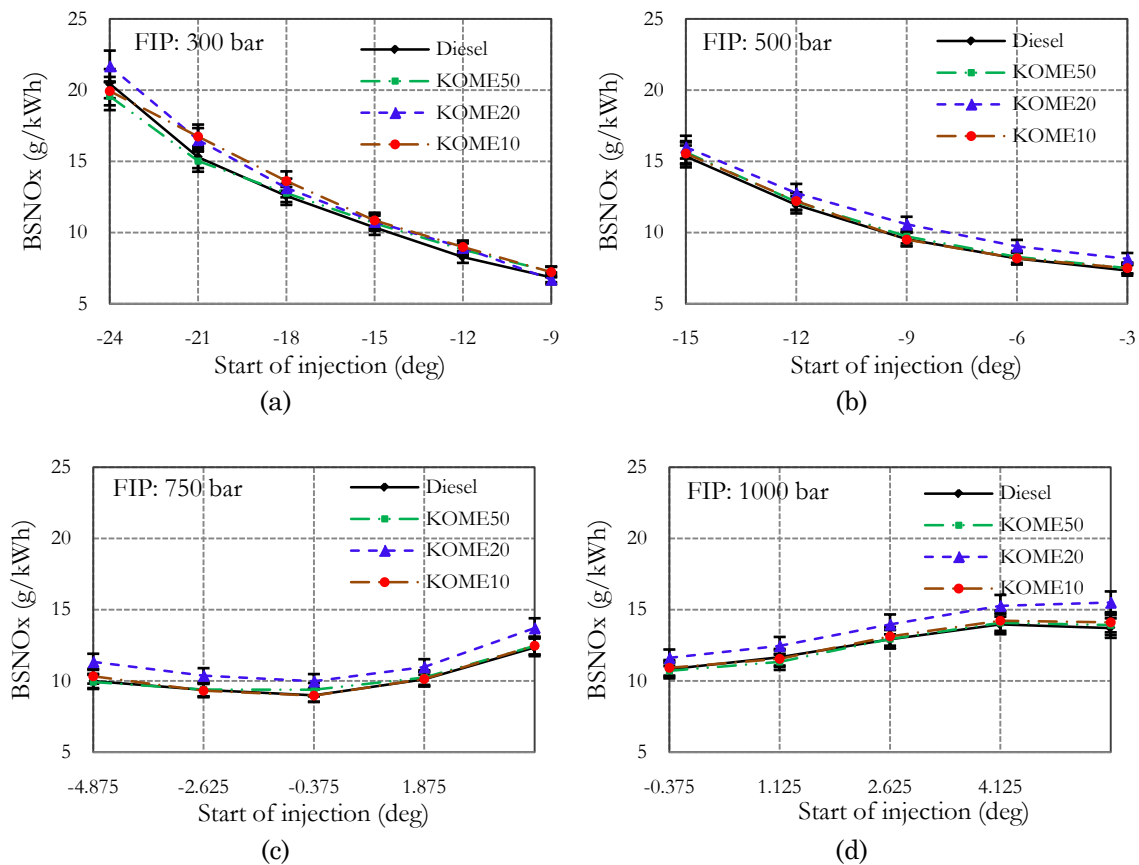 25
20
15
10
5
BSNOx (g/kWh)
FIP: 300 bar
Diesel
KOME50
KOME20
KOME10
-24 -21 -18 -15 -12 -9
Start of injection (deg)
(a)
25
20
15
10
5
BSNOx (g/kWh)
FIP: 500 bar
Diesel
KOME50
KOME20
KOME10
-15 -12 -9 -6 -3
Start of injection (deg)
(b)
25
20
15
10
5
BSNOx (g/kWh)
FIP: 750 bar
Diesel
KOME50
KOME20
KOME10
-4.875 -2.625 -0.375 1.875
Start of injection (deg)
(c)
25
20
15
10
5
BSNOx (g/kWh)
FIP: 1000 bar
Diesel
KOME50
KOME20
KOME10
-0.375 1.125 2.625 4.125
Start of injection (deg)
(d)